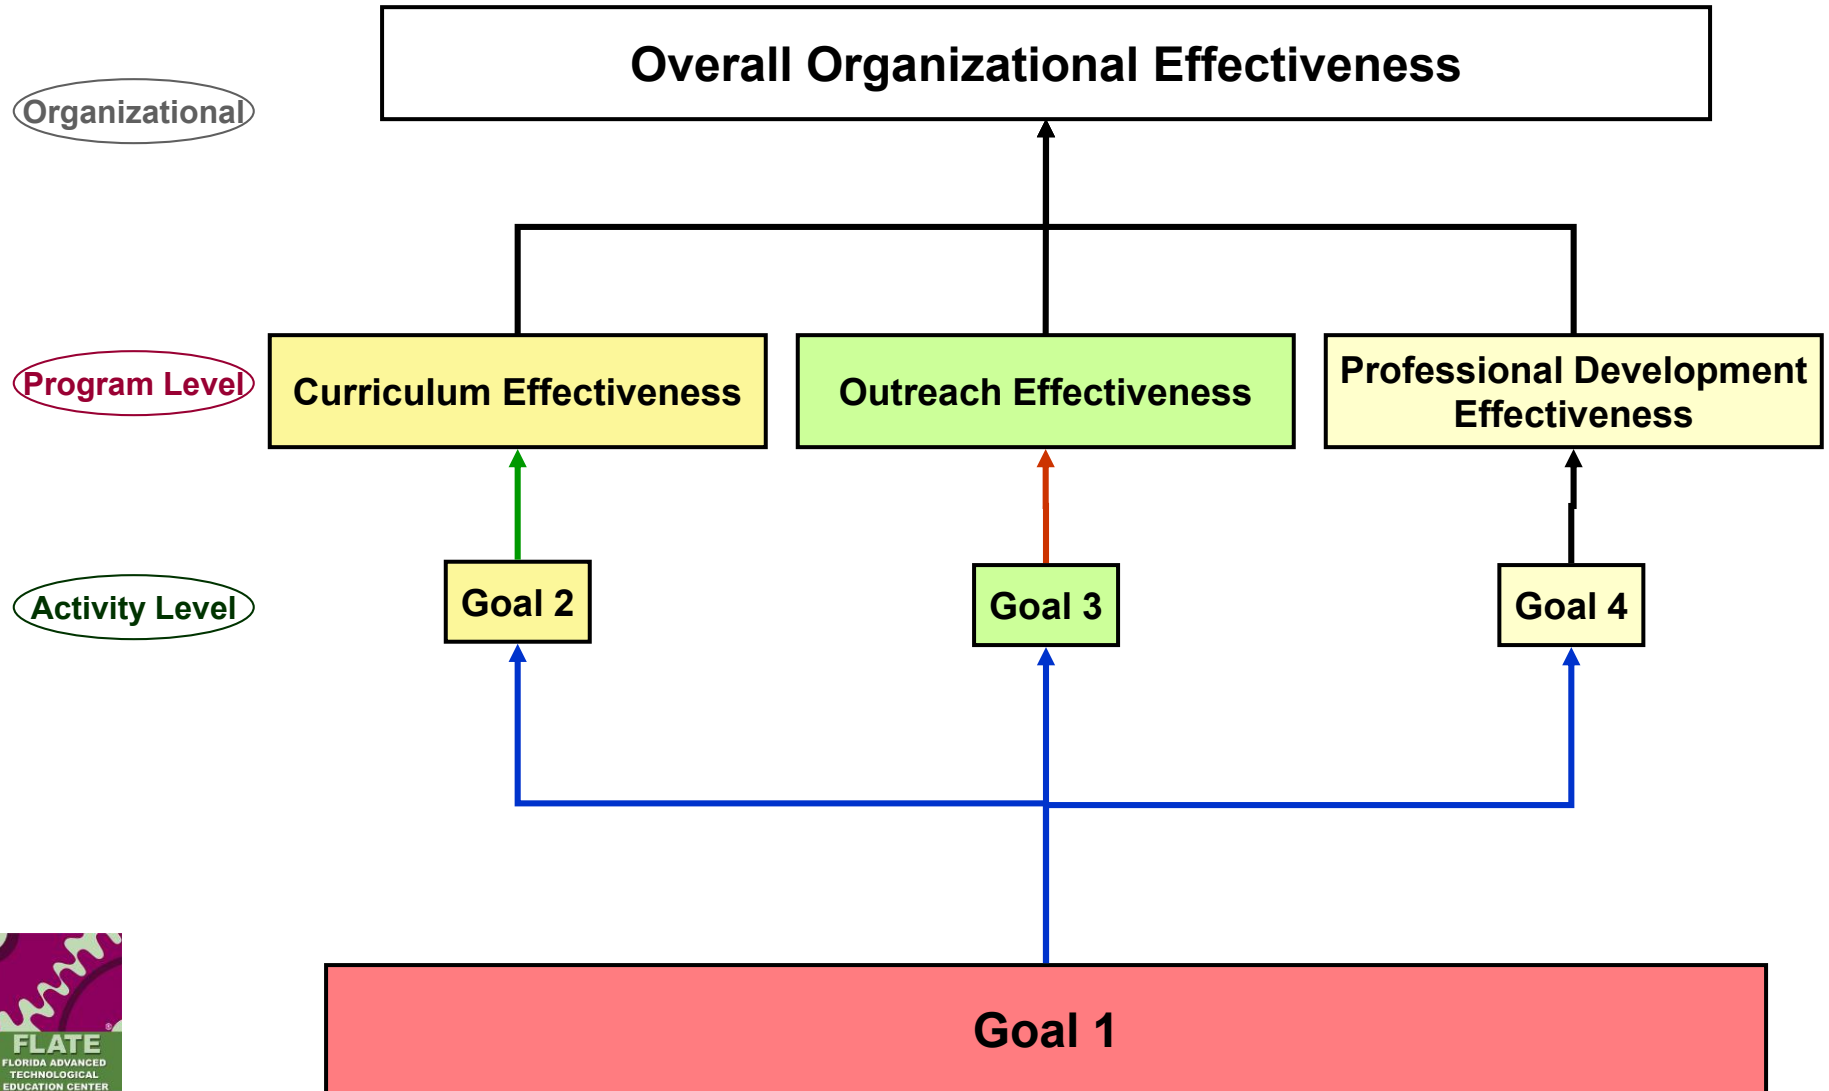 Overall Organizational Effectiveness
Organizational
Program Level
Curriculum Effectiveness
Outreach Effectiveness
Professional Development
Effectiveness
Activity Level
Goal 2
Goal 3
Goal 4
Goal 1
®
FLATE
FLORIDA ADVANCED
TECHNOLOGICAL
EDUCATION CENTER